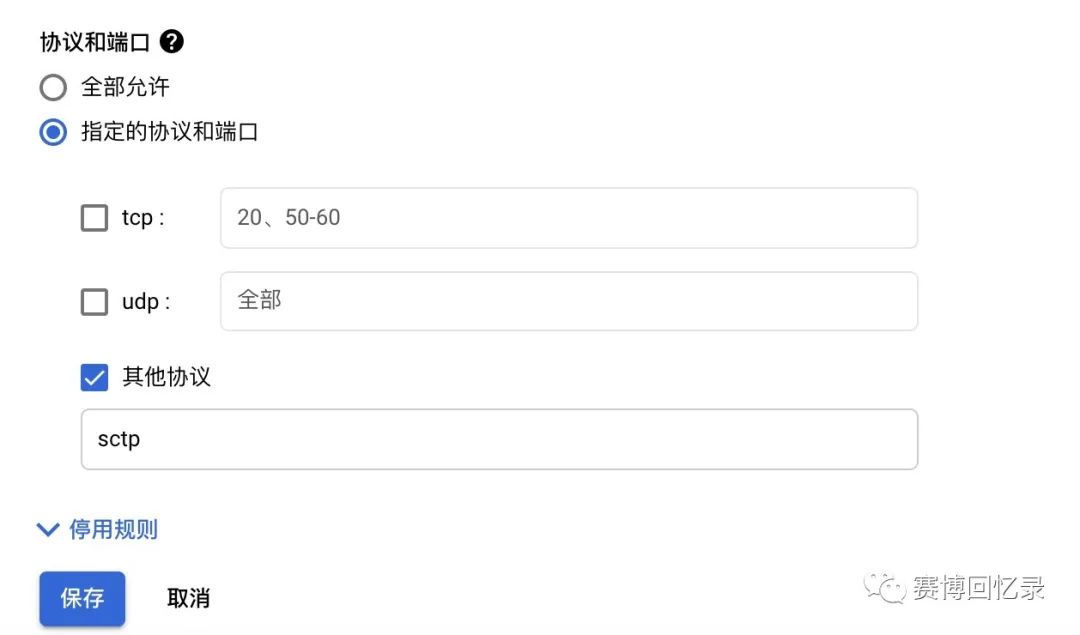 协议和端口 ?
全部允许
指定的协议和端口
tcp : 20、50-60
udp : 全部
其他协议
sctp
停用规则
保存 取消
赛博回忆录